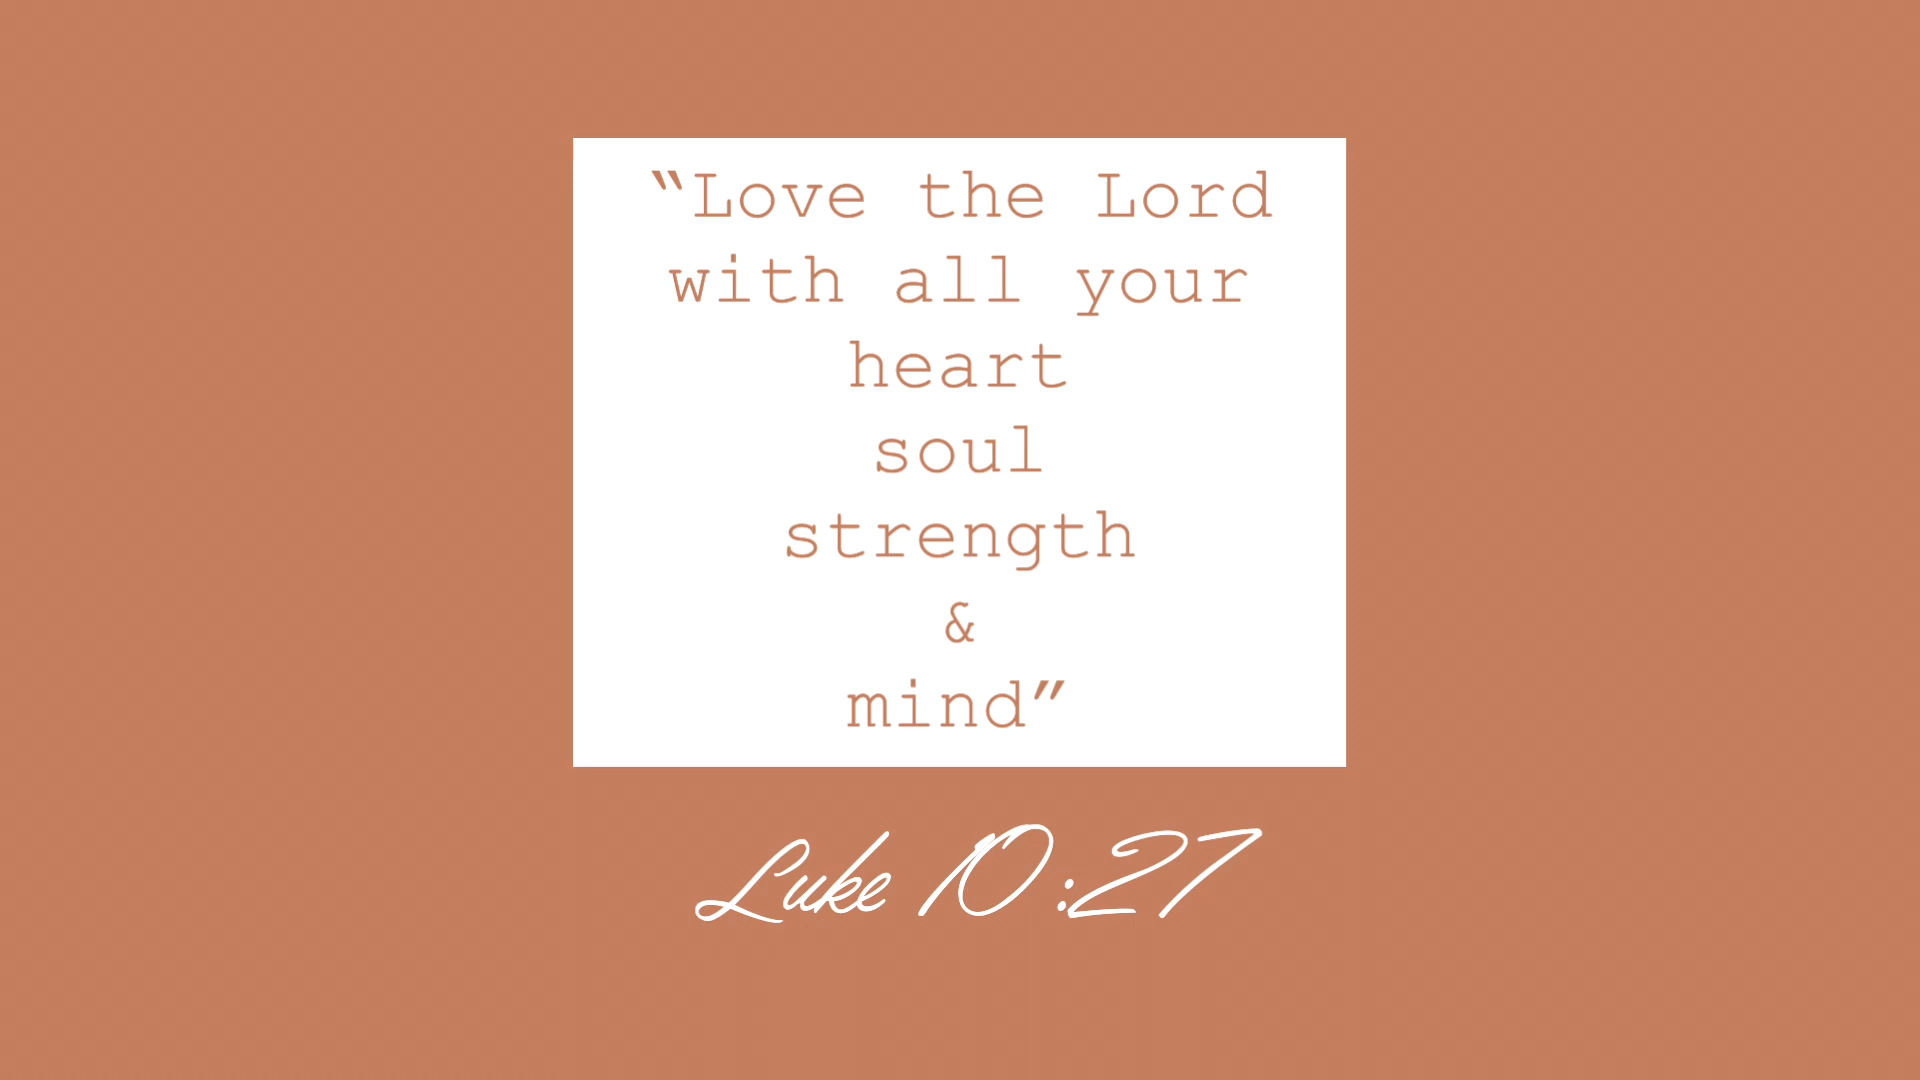 “Love the Lord
with all your
heart
soul
strength
&
mind”
Luke 10:27